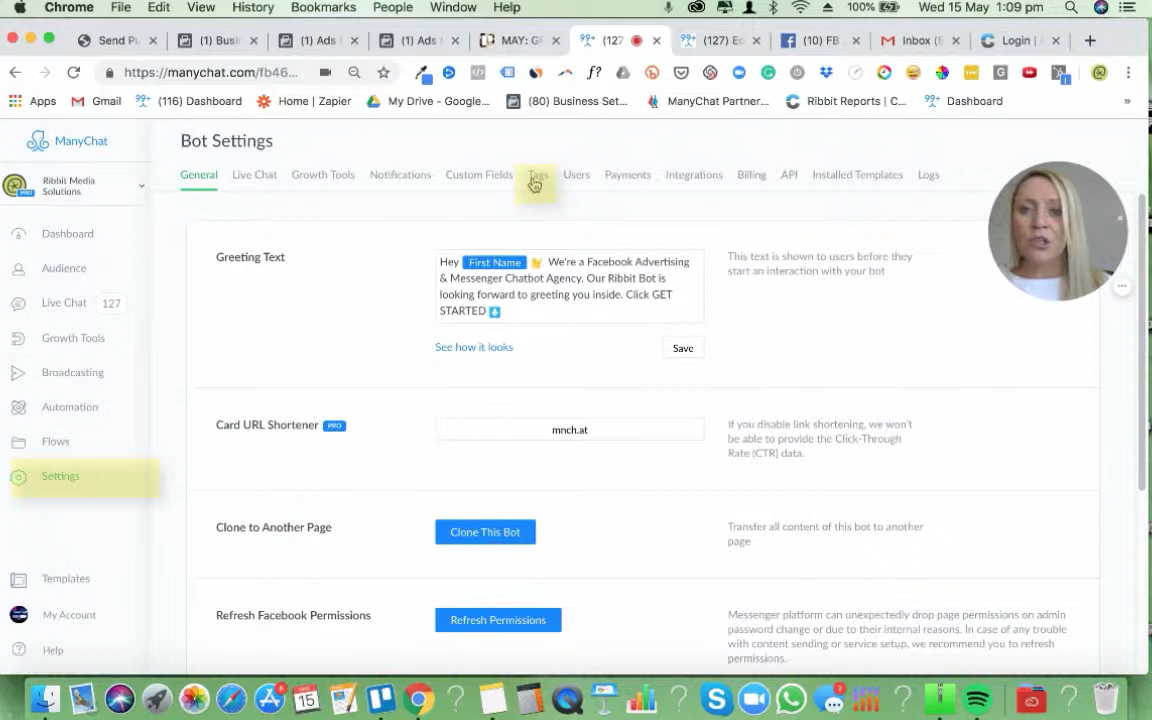 Chrome File Edit View History Bookmarks People Window Help 100% Wed 15 May 1:09 pm
Send P (1) Busi (1) Ads (1) Ad MAY: G (127 (127) E (10) FB Inbox (8 Login |
https://manychat.com/fb46...
Apps Gmail (116) Dashboard Home | Zapier My Drive - Google... (80) Business Set... ManyChat Partner... Ribbit Reports | C... Dashboard »
ManyChat
Bot Settings
Ribbit Media
Solutions
PRO
General Live Chat Growth Tools Notifications Custom Fields Tags Users Payments Integrations Billing API Installed Templates Logs
Dashboard
Audience
Live Chat 127
Growth Tools
Broadcasting
Automation
Flows
Settings
Templates
My Account
Help
Greeting Text
Hey First Name 👋 We're a Facebook Advertising
& Messenger Chatbot Agency. Our Ribbit Bot is
looking forward to greeting you inside. Click GET
STARTED ⬇
This text is shown to users before they
start an interaction with your bot
See how it looks Save
Card URL Shortener PRO
mnch.at
If you disable link shortening, we won't
be able to provide the Click-Through
Rate (CTR) data.
Clone to Another Page
Clone This Bot
Transfer all content of this bot to another
page
Refresh Facebook Permissions
Refresh Permissions
Messenger platform can unexpectedly drop page permissions on admin
password change or due to their internal reasons. In case of any trouble
with content sending or service setup, we recommend you to refresh
permissions.